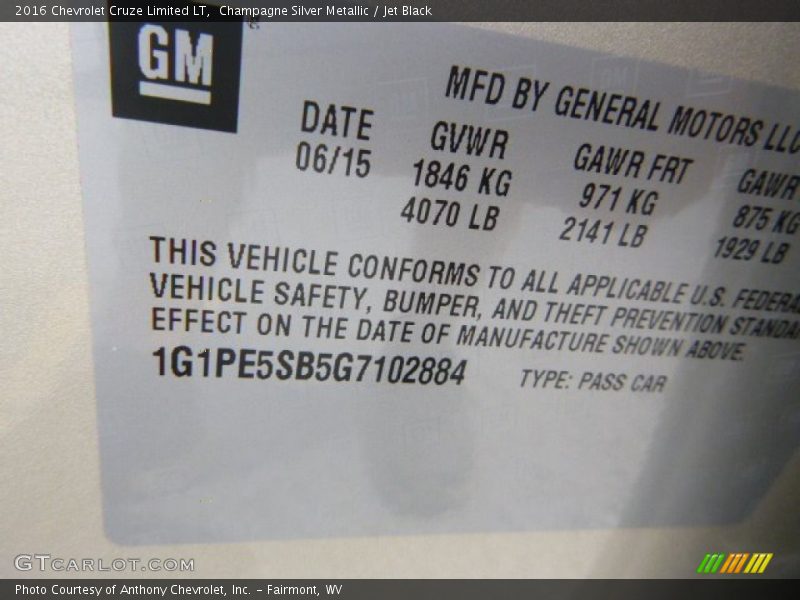 2016 Chevrolet Cruze Limited LT, Champagne Silver Metallic / Jet Black
GM
MFD BY GENERAL MOTORS LLC
DATE GVWR GAWR FRT GAWR
06/15 1846 KG 971 KG 875 KG
4070 LB 2141 LB 1929 LB
THIS VEHICLE CONFORMS TO ALL APPLICABLE U.S. FEDERA
VEHICLE SAFETY, BUMPER, AND THEFT PREVENTION STANDA
EFFECT ON THE DATE OF MANUFACTURE SHOWN ABOVE.
1G1PE5SB5G7102884 TYPE: PASS CAR
GTCARLOT.COM
Photo Courtesy of Anthony Chevrolet, Inc. – Fairmont, WV